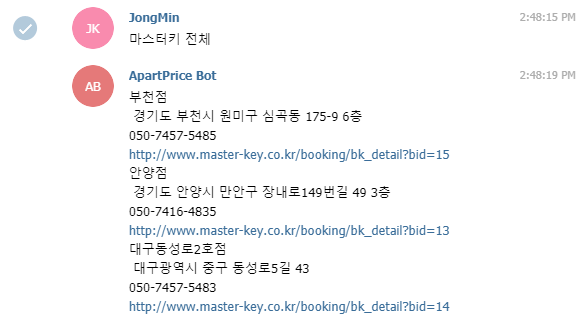 JK
JongMin
2:48:15 PM
마스터키 전체
AB
ApartPrice Bot
2:48:19 PM
부천점
경기도 부천시 원미구 심곡동 175-9 6층
050-7457-5485
http://www.master-key.co.kr/booking/bk_detail?bid=15
안양점
경기도 안양시 만안구 장내로149번길 49 3층
050-7416-4835
http://www.master-key.co.kr/booking/bk_detail?bid=13
대구동성로2호점
대구광역시 중구 동성로5길 43
050-7457-5483
http://www.master-key.co.kr/booking/bk_detail?bid=14